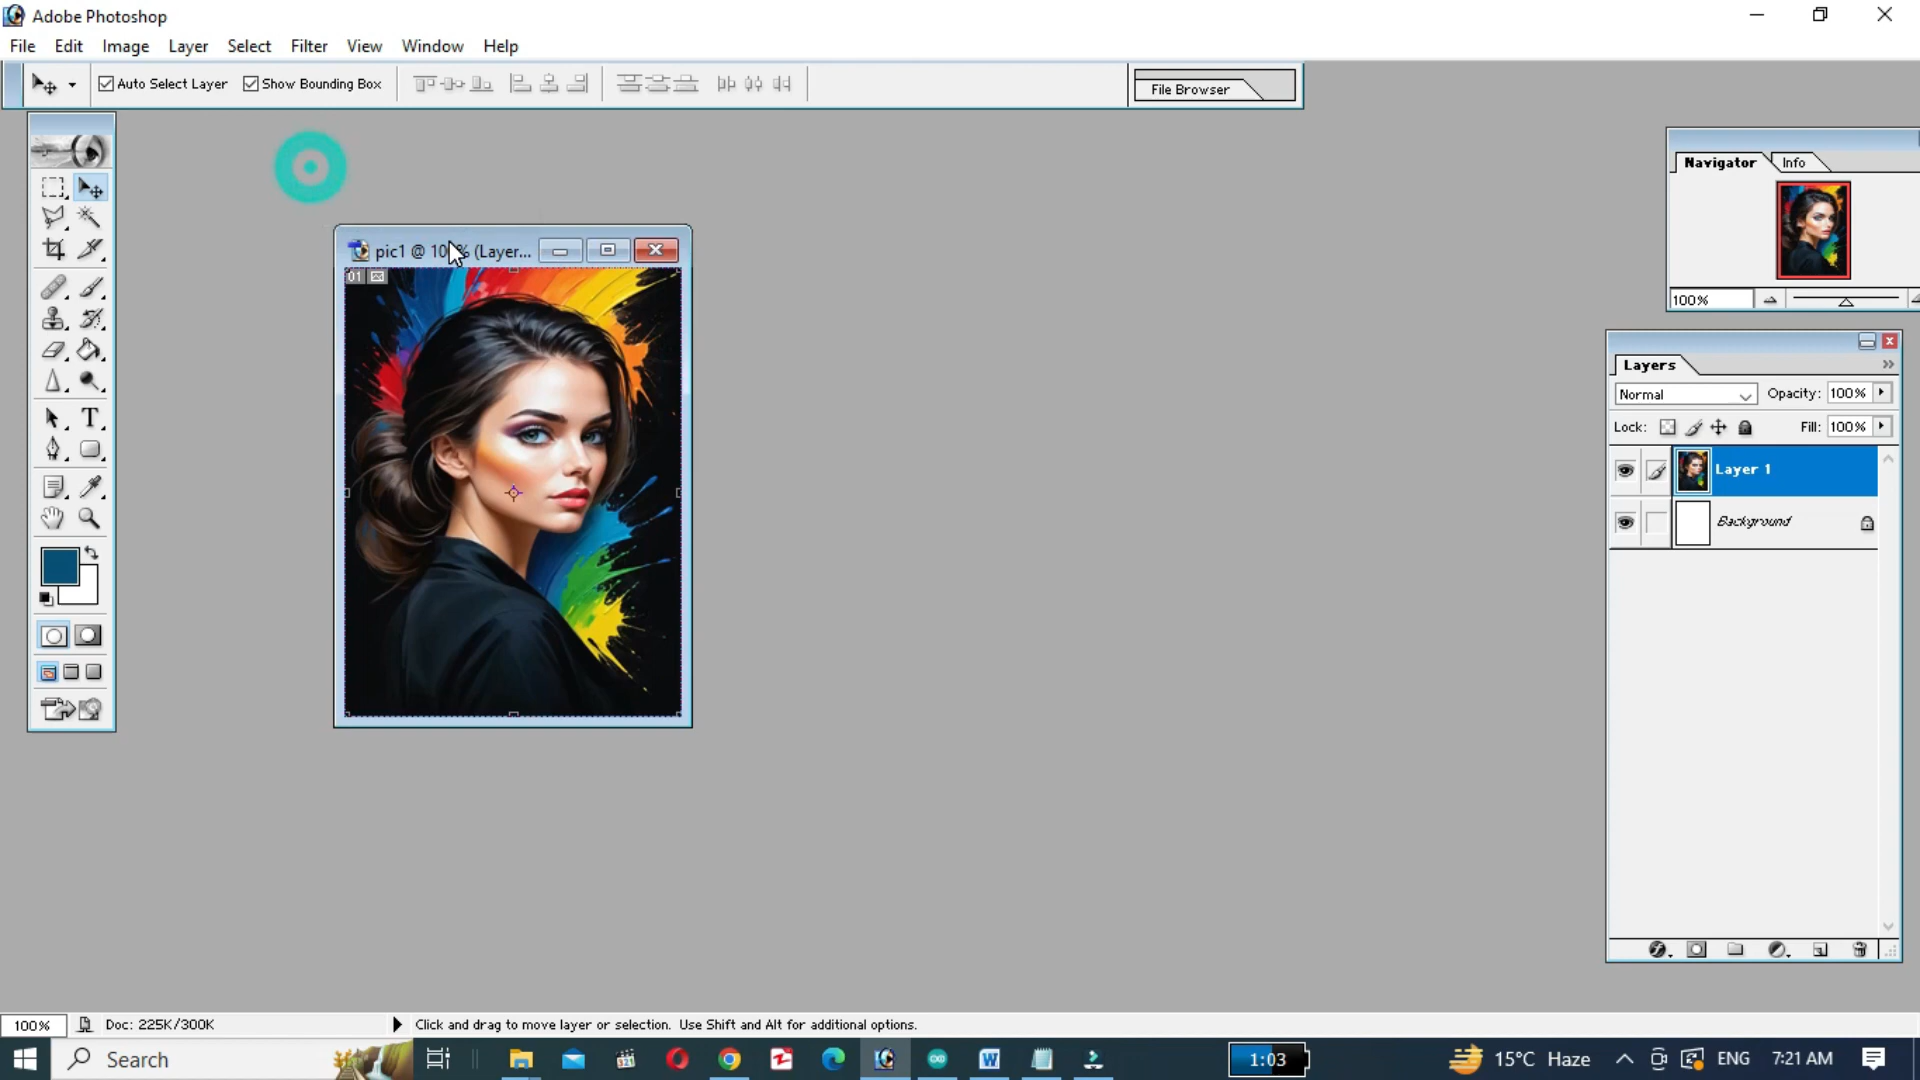 Adobe Photoshop
File Edit Image Layer Select Filter View Window Help
Auto Select Layer Show Bounding Box
File Browser
Navigator Info
100%
pic1 @ 100% (Layer...
01
Layers
Normal Opacity: 100%
Lock: Fill: 100%
Layer 1
Background
T
100% Doc: 225K/300K Click and drag to move layer or selection. Use Shift and Alt for additional options.
Search 1:03 15°C Haze ENG 7:21 AM